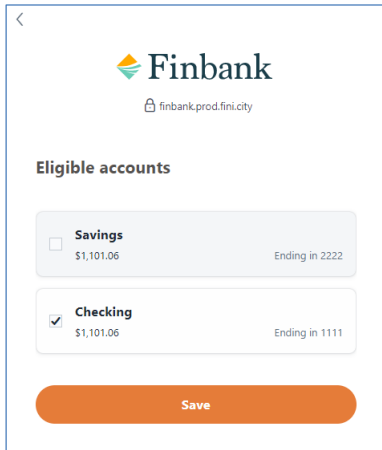 Finbank
finbank.prod.fini.city
Eligible accounts
Savings
$1,101.06 Ending in 2222
Checking
$1,101.06 Ending in 1111
Save